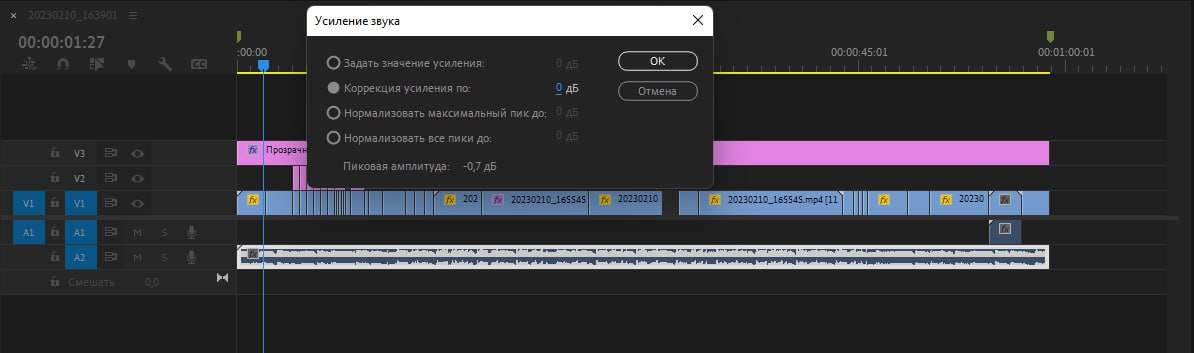 × 20230210_163901
Усиление звука
00:00:01:27
:00:00
00:00:45:01
00:01:00:01
Задать значение усиления: 0 дБ
OK
Коррекция усиления по: 0 дБ
Отмена
Нормализовать максимальный пик до: 0 дБ
Нормализовать все пики до: 0 дБ
Пиковая амплитуда: -0,7 дБ
V3
fx Прозрачн
V2
V1 V1
fx fx 202 fx 20230210_165545 fx 20230210 fx 20230210_165545.mp4 [11 fx fx 20230 fx
A1 A1 M S
fx
A2 M S
fx
Смешать 0,0